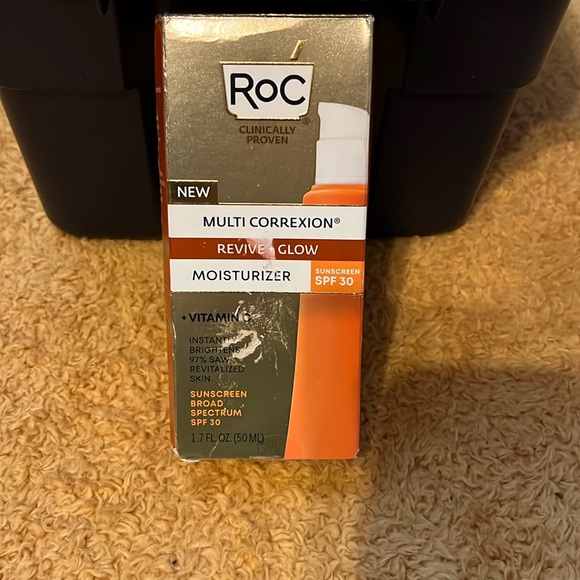 RoC®
CLINICALLY
PROVEN
NEW
MULTI CORREXION®
REVIVE + GLOW
MOISTURIZER
SUNSCREEN
SPF 30
+ VITAMIN C
INSTANTLY
BRIGHTENS
97% SAW
REVITALIZED
SKIN
SUNSCREEN
BROAD
SPECTRUM
SPF 30
1.7 FL. OZ. (50 ML)